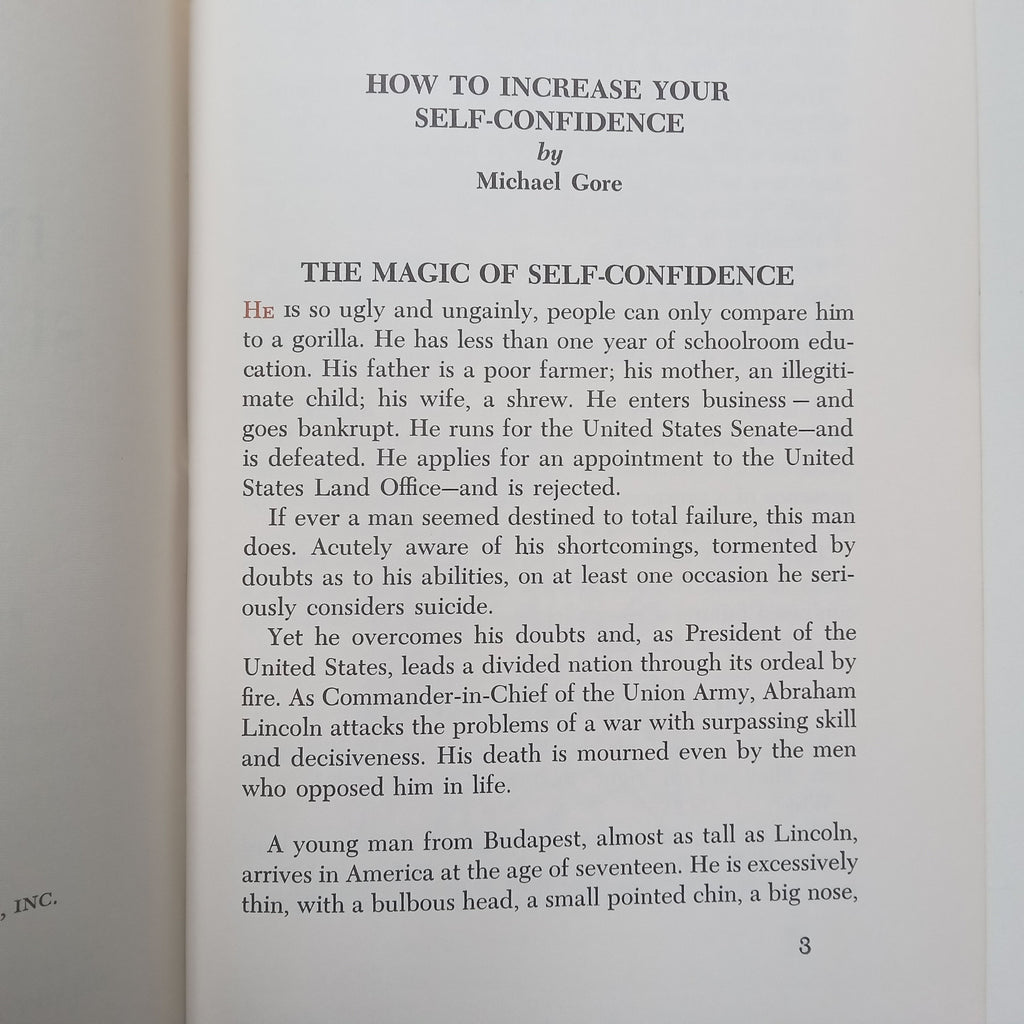 HOW TO INCREASE YOUR
SELF-CONFIDENCE
by
Michael Gore
THE MAGIC OF SELF-CONFIDENCE
HE IS so ugly and ungainly, people can only compare him
to a gorilla. He has less than one year of schoolroom edu-
cation. His father is a poor farmer; his mother, an illegiti-
mate child; his wife, a shrew. He enters business — and
goes bankrupt. He runs for the United States Senate—and
is defeated. He applies for an appointment to the United
States Land Office—and is rejected.
If ever a man seemed destined to total failure, this man
does. Acutely aware of his shortcomings, tormented by
doubts as to his abilities, on at least one occasion he seri-
ously considers suicide.
Yet he overcomes his doubts and, as President of the
United States, leads a divided nation through its ordeal by
fire. As Commander-in-Chief of the Union Army, Abraham
Lincoln attacks the problems of a war with surpassing skill
and decisiveness. His death is mourned even by the men
who opposed him in life.
A young man from Budapest, almost as tall as Lincoln,
arrives in America at the age of seventeen. He is excessively
thin, with a bulbous head, a small pointed chin, a big nose,
3
, INC.